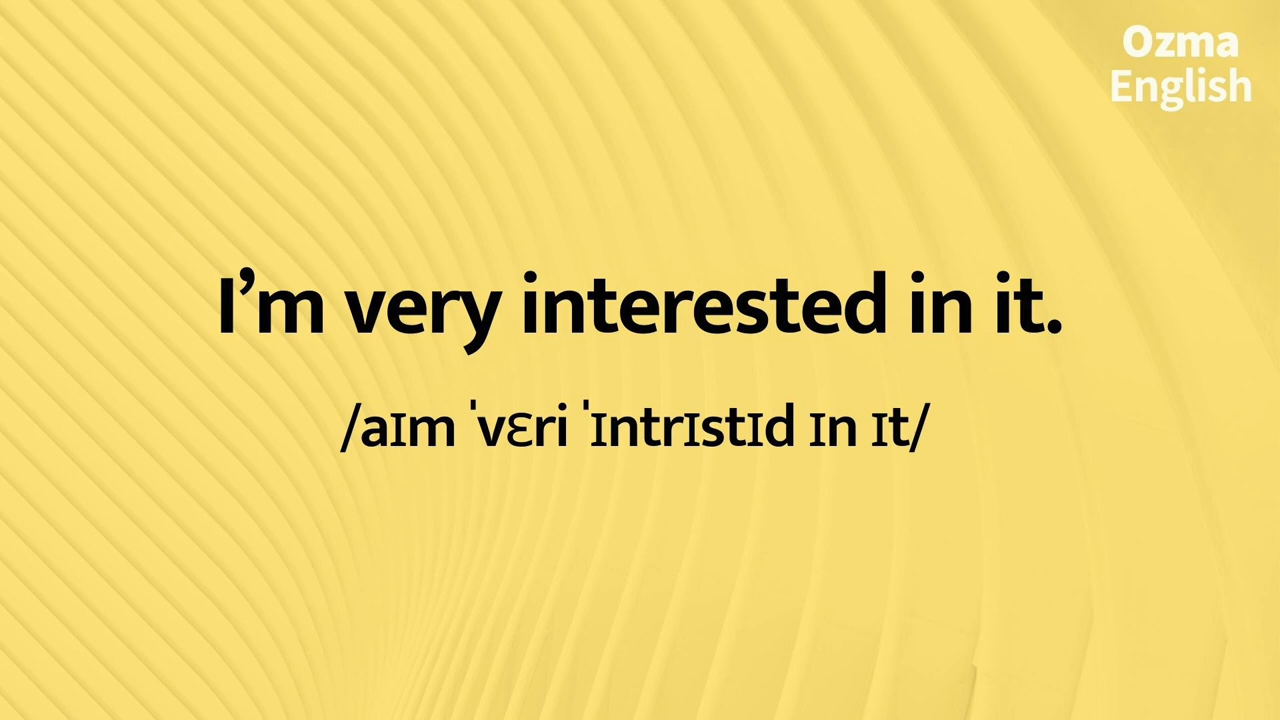 Ozma
English
I’m very interested in it.
/aɪm ˈvɛri ˈɪntrɪstɪd ɪn ɪt/